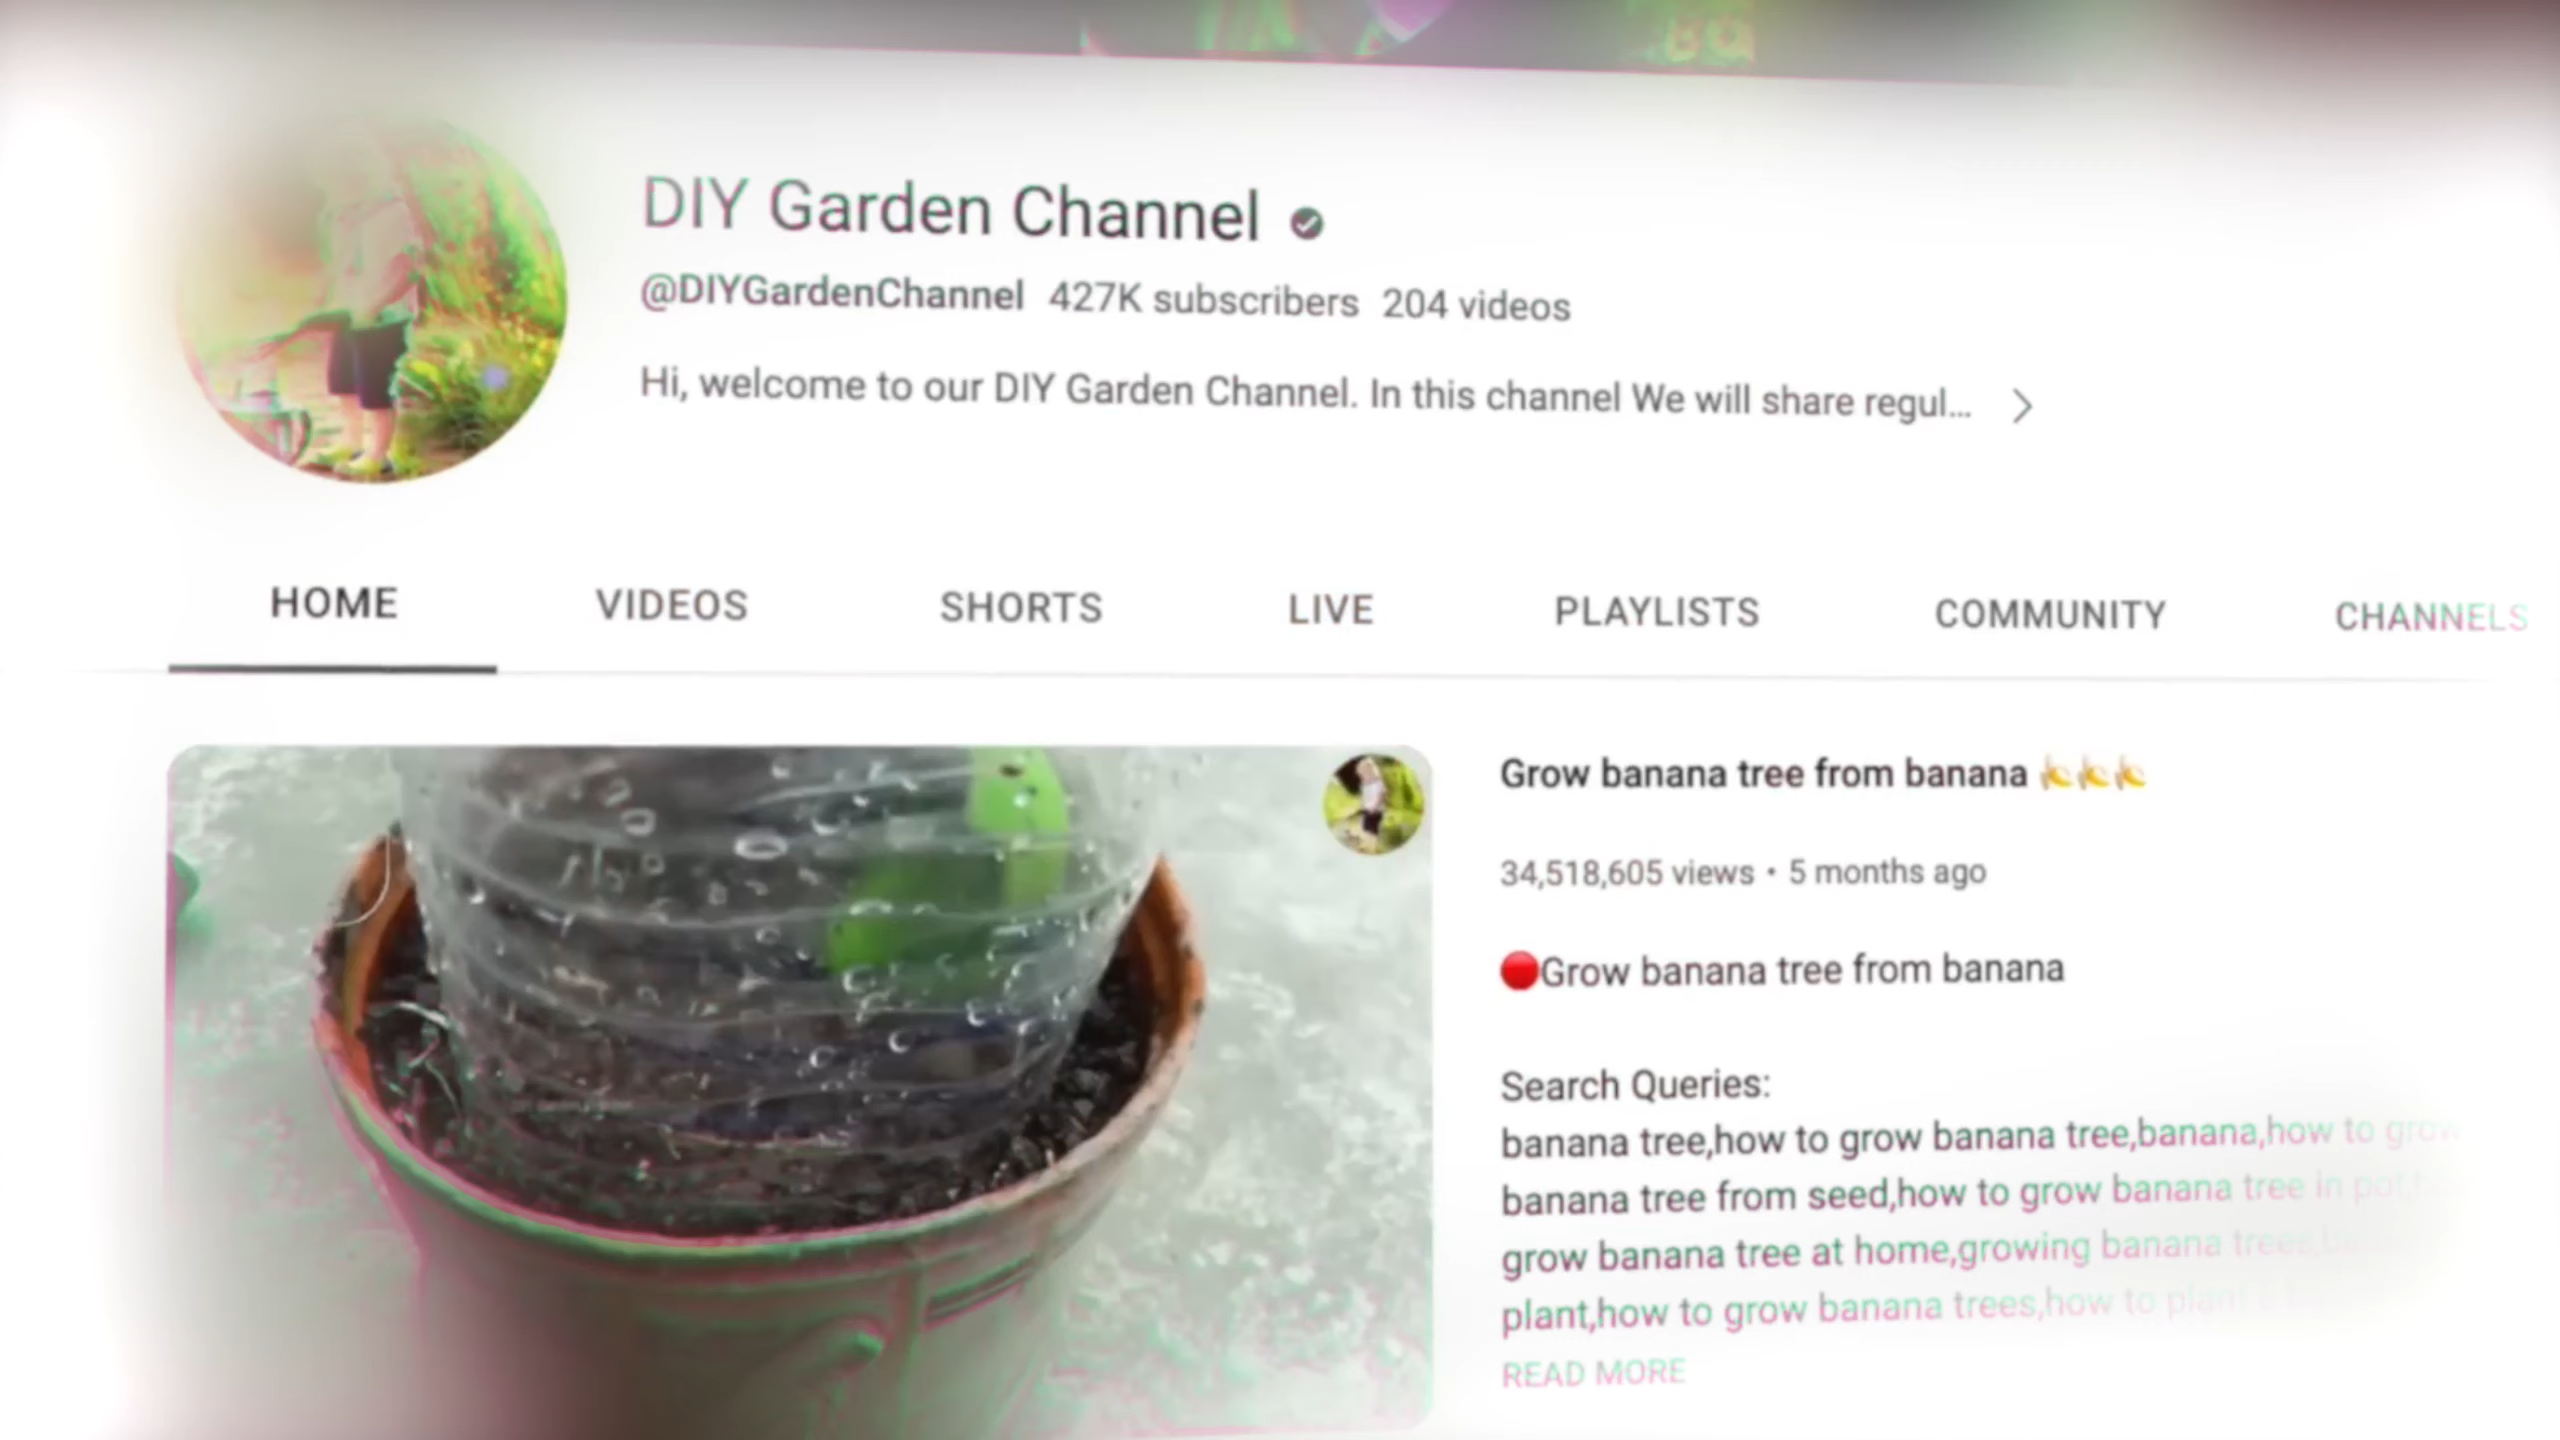 DIY Garden Channel
@DIYGardenChannel 427K subscribers 204 videos
Hi, welcome to our DIY Garden Channel. In this channel We will share regul...
HOME VIDEOS SHORTS LIVE PLAYLISTS COMMUNITY CHANNELS
Grow banana tree from banana 🍌🍌🍌
34,518,605 views • 5 months ago
🔴Grow banana tree from banana
Search Queries:
banana tree,how to grow banana tree,banana,how to grow
banana tree from seed,how to grow banana tree in pot,
grow banana tree at home,growing banana trees,
plant,how to grow banana trees,how to plant
READ MORE